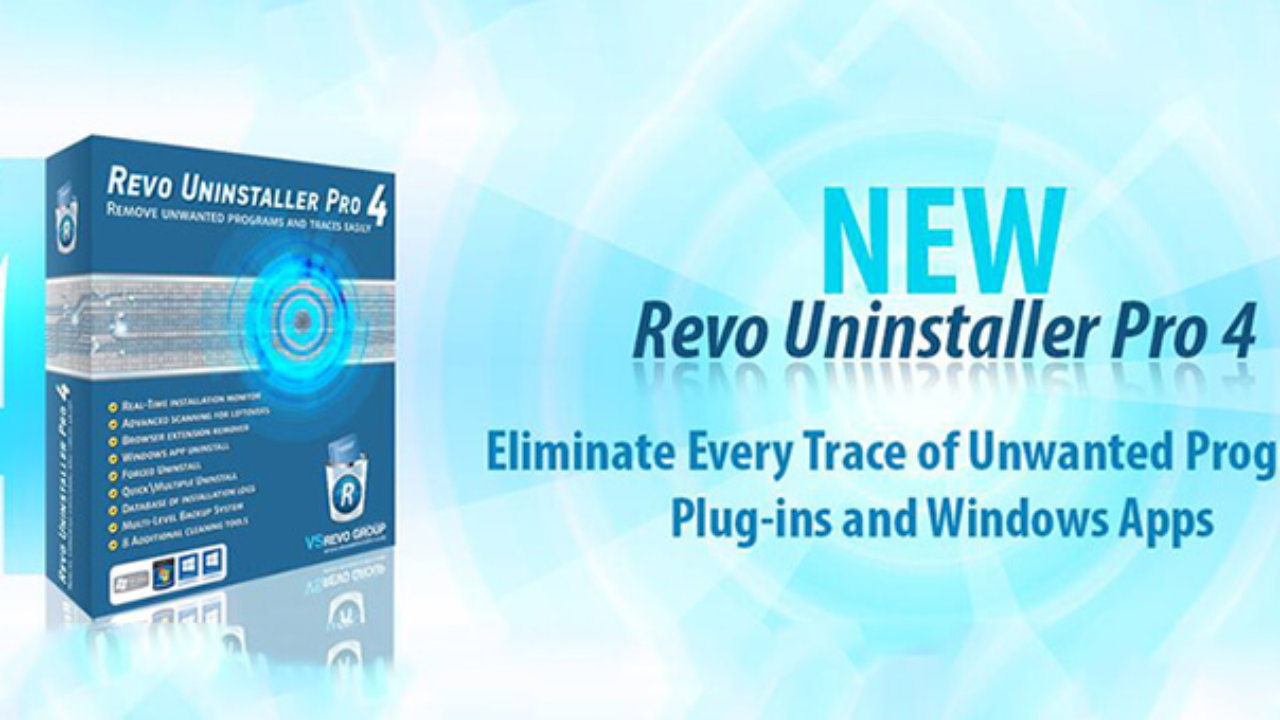 REVO UNINSTALLER PRO 4
REMOVE UNWANTED PROGRAMS AND TRACES EASILY
REAL-TIME INSTALLATION MONITOR
ADVANCED SCANNING FOR LEFTOVERS
BROWSER EXTENSION REMOVER
WINDOWS APP UNINSTALL
FORCED UNINSTALL
QUICK\MULTIPLE UNINSTALL
DATABASE OF INSTALLATION LOGS
MULTI-LEVEL BACKUP SYSTEM
8 ADDITIONAL CLEANING TOOLS
R
VS REVO GROUP
REVO UNINSTALLER PRO 4
NEW
Revo Uninstaller Pro 4
Eliminate Every Trace of Unwanted Prog
Plug-ins and Windows Apps